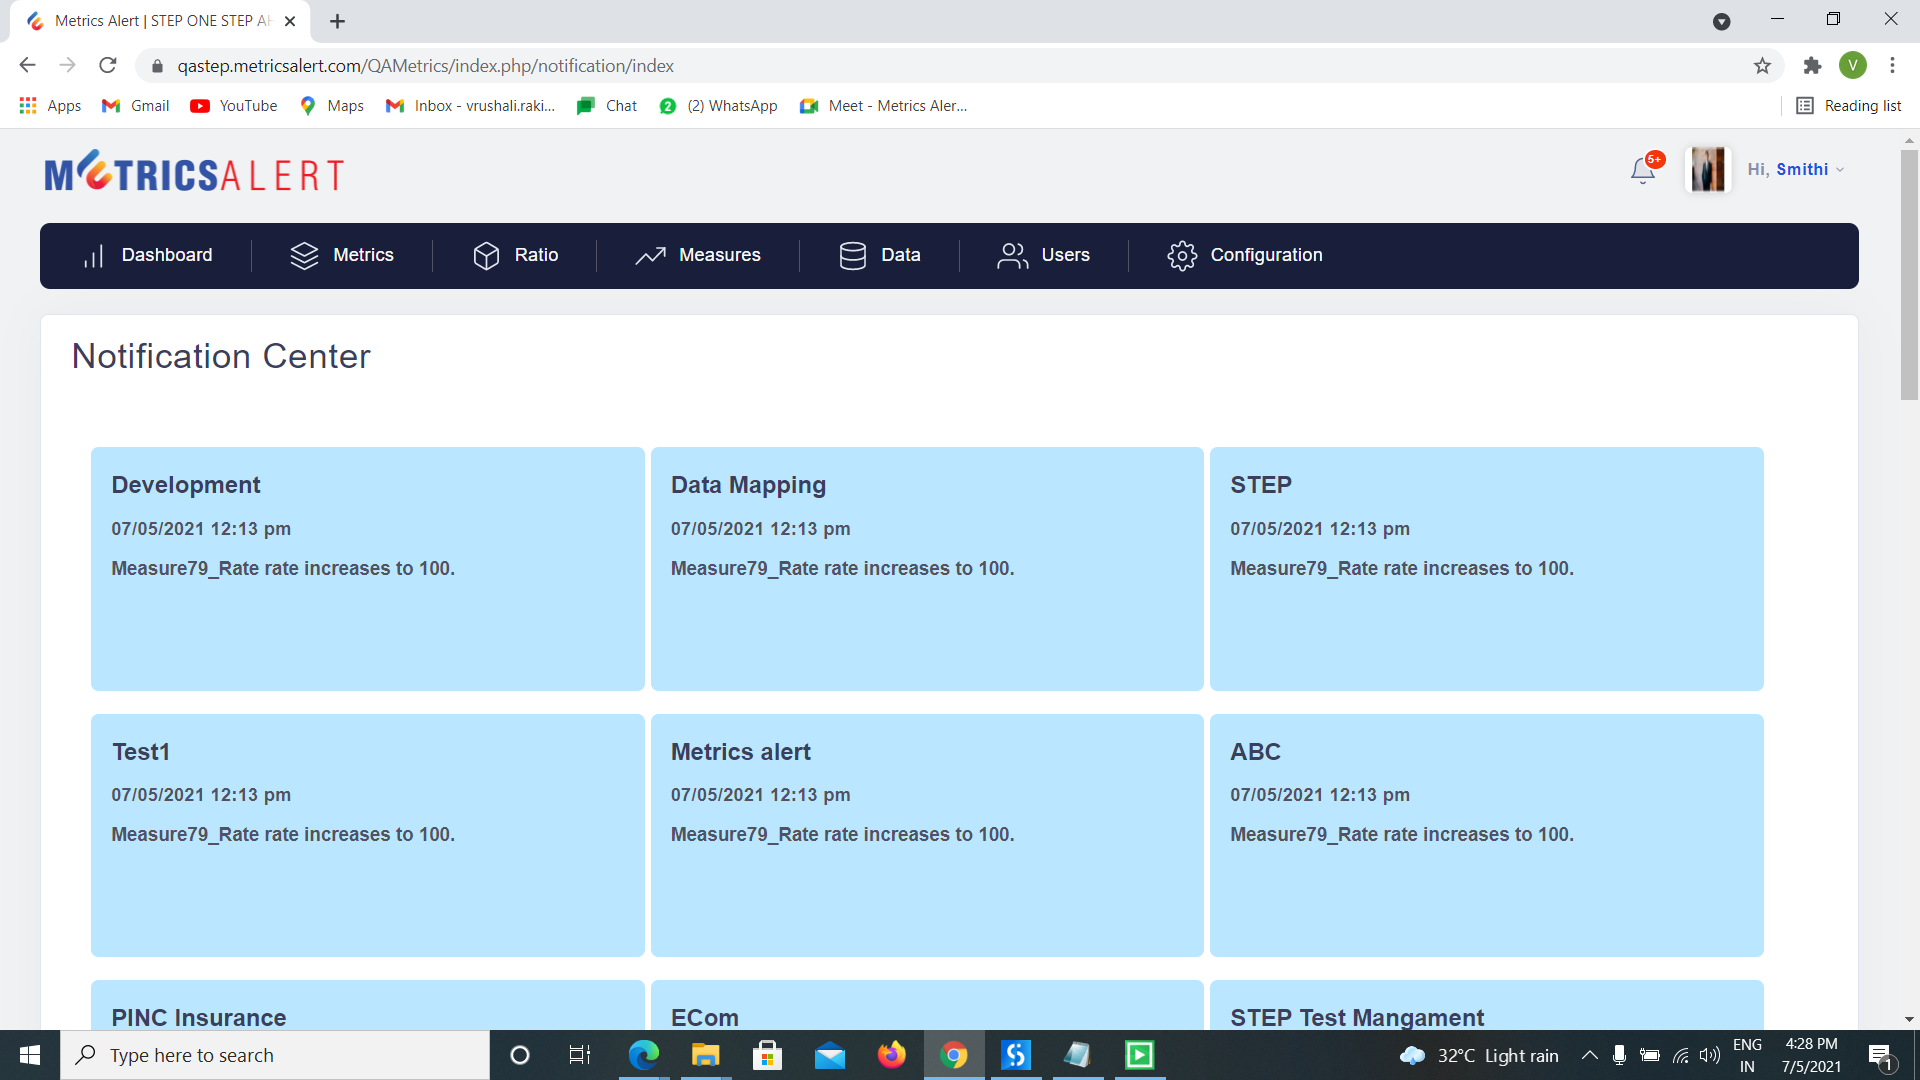 Metrics Alert | STEP ONE STEP AH
qastep.metricsalert.com/QAMetrics/index.php/notification/index
V
Apps Gmail YouTube Maps Inbox - vrushali.raki... Chat 2 (2) WhatsApp Meet - Metrics Aler... Reading list
METRICSALERT
5+
Hi, Smithi
Dashboard Metrics Ratio Measures Data Users Configuration
Notification Center
Development
07/05/2021 12:13 pm
Measure79_Rate rate increases to 100.
Data Mapping
07/05/2021 12:13 pm
Measure79_Rate rate increases to 100.
STEP
07/05/2021 12:13 pm
Measure79_Rate rate increases to 100.
Test1
07/05/2021 12:13 pm
Measure79_Rate rate increases to 100.
Metrics alert
07/05/2021 12:13 pm
Measure79_Rate rate increases to 100.
ABC
07/05/2021 12:13 pm
Measure79_Rate rate increases to 100.
PINC Insurance
ECom
STEP Test Mangament
Type here to search
32°C Light rain
ENG
IN
4:28 PM
7/5/2021
1